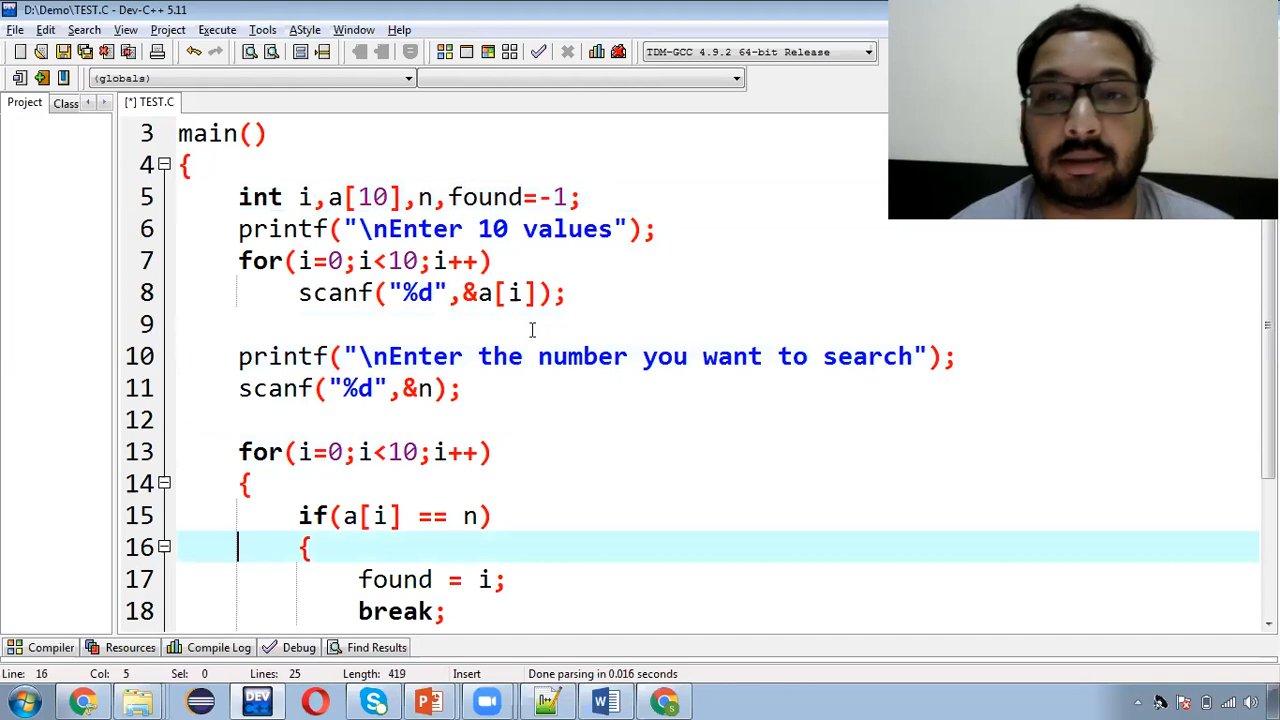 D:\Demo\TEST.C - Dev-C++ 5.11
File Edit Search View Project Execute Tools AStyle Window Help
TDM-GCC 4.9.2 64-bit Release
(globals)
Project Class [*] TEST.C
3 main()
4 {
5 int i,a[10],n,found=-1;
6 printf("\nEnter 10 values");
7 for(i=0;i<10;i++)
8 scanf("%d",&a[i]);
9
10 printf("\nEnter the number you want to search");
11 scanf("%d",&n);
12
13 for(i=0;i<10;i++)
14 {
15 if(a[i] == n)
16 {
17 found = i;
18 break;
Compiler Resources Compile Log Debug Find Results
Line: 16 Col: 5 Sel: 0 Lines: 25 Length: 419 Insert Done parsing in 0.016 seconds
DEV C++